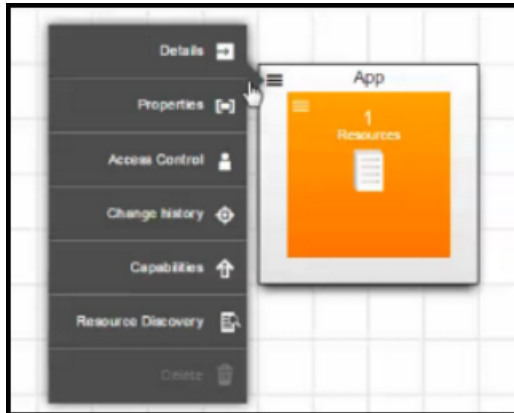 Details
Properties
Access Control
Change history
Capabilities
Resource Discovery
Delete
App
1
Resources